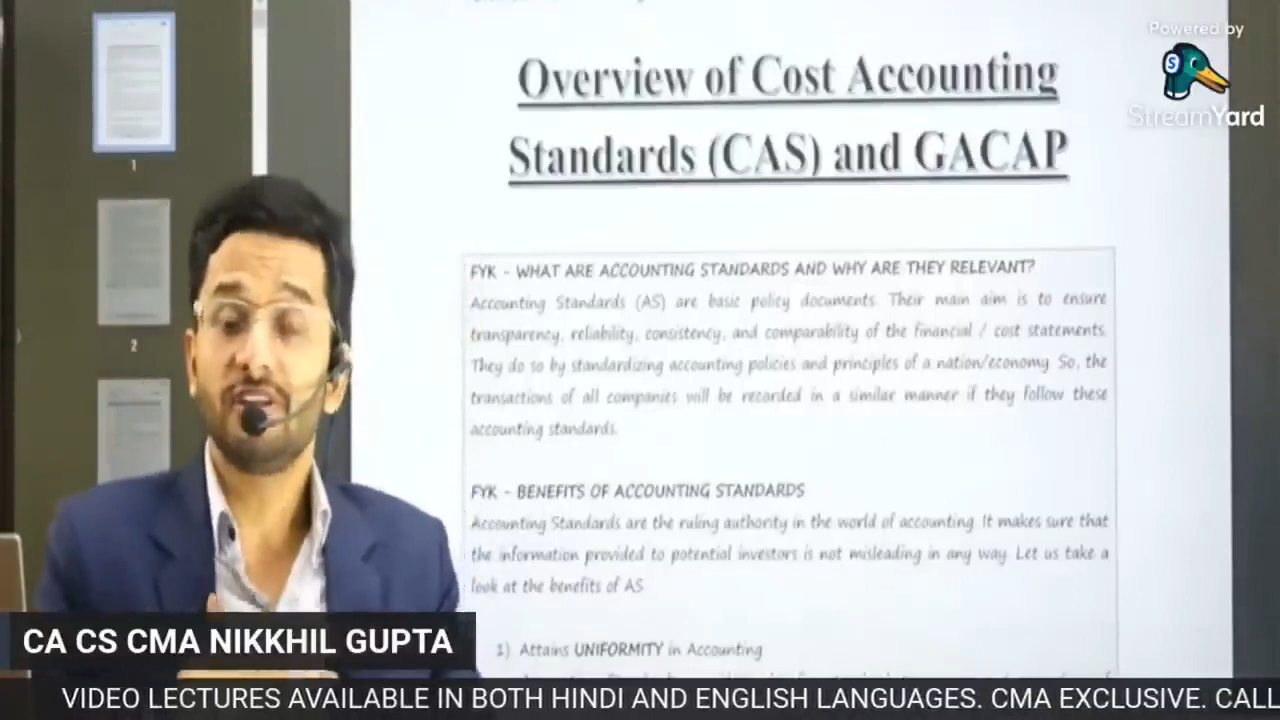 Powered by
S
StreamYard
Overview of Cost Accounting
Standards (CAS) and GACAP
1
2
FYK - WHAT ARE ACCOUNTING STANDARDS AND WHY ARE THEY RELEVANT?
Accounting Standards (AS) are basic policy documents. Their main aim is to ensure
transparency, reliability, consistency, and comparability of the financial / cost statements.
They do so by standardizing accounting policies and principles of a nation/economy. So, the
transactions of all companies will be recorded in a similar manner if they follow these
accounting standards.
FYK - BENEFITS OF ACCOUNTING STANDARDS
Accounting Standards are the ruling authority in the world of accounting. It makes sure that
the information provided to potential investors is not misleading in any way. Let us take a
look at the benefits of AS
1) Attains UNIFORMITY in Accounting
CA CS CMA NIKKHIL GUPTA
VIDEO LECTURES AVAILABLE IN BOTH HINDI AND ENGLISH LANGUAGES. CMA EXCLUSIVE. CALL